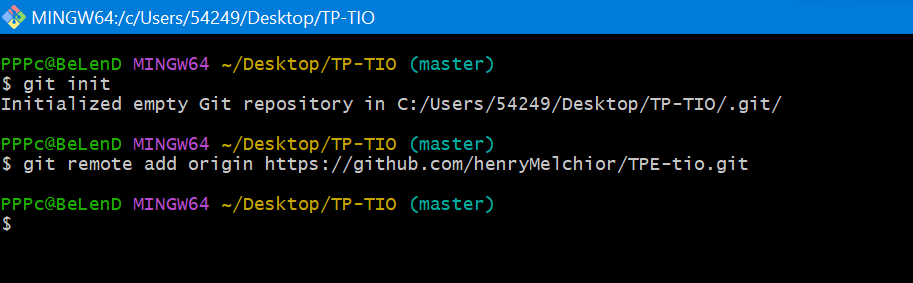 MINGW64:/c/Users/54249/Desktop/TP-TIO
PPPc@BeLenD MINGW64 ~/Desktop/TP-TIO (master)
$ git init
Initialized empty Git repository in C:/Users/54249/Desktop/TP-TIO/.git/
PPPc@BeLenD MINGW64 ~/Desktop/TP-TIO (master)
$ git remote add origin https://github.com/henryMelchior/TPE-tio.git
PPPc@BeLenD MINGW64 ~/Desktop/TP-TIO (master)
$